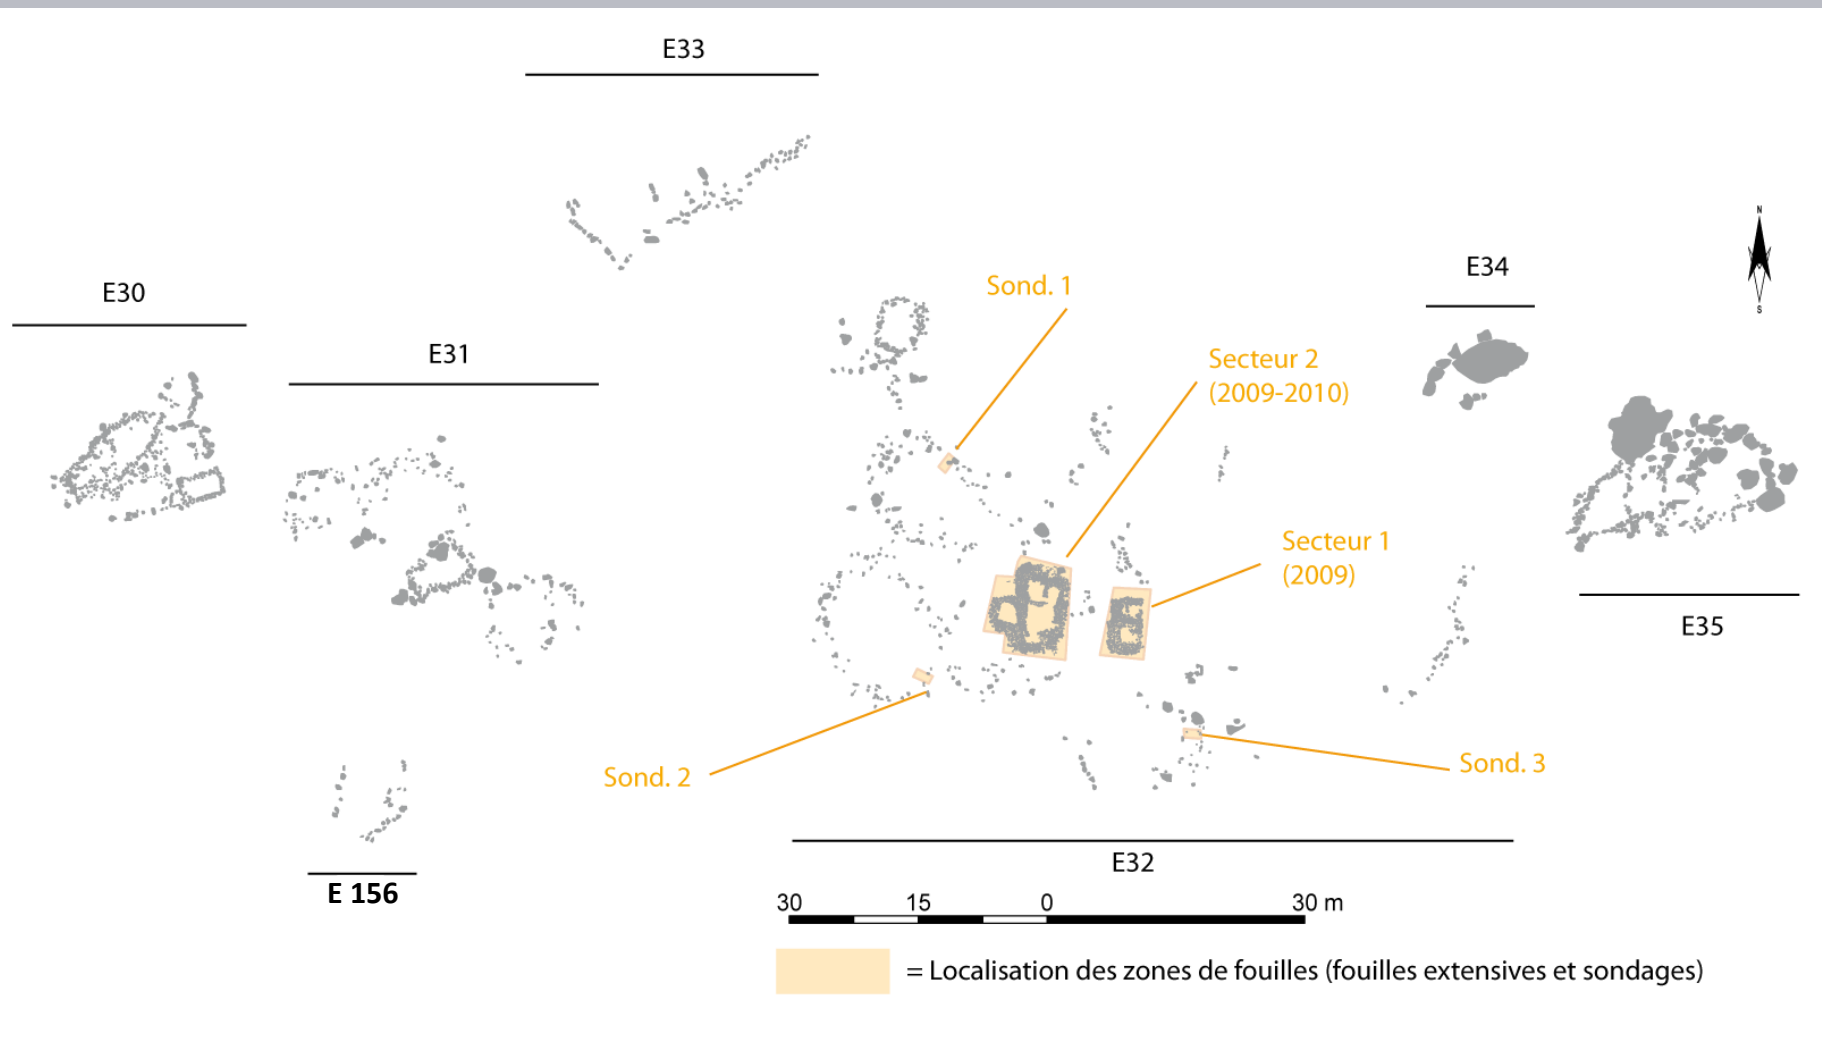 E33
N
S
E34
Sond. 1
E30
E31
Secteur 2
(2009-2010)
Secteur 1
(2009)
E35
Sond. 2
Sond. 3
E32
E 156
30 15 0 30 m
= Localisation des zones de fouilles (fouilles extensives et sondages)